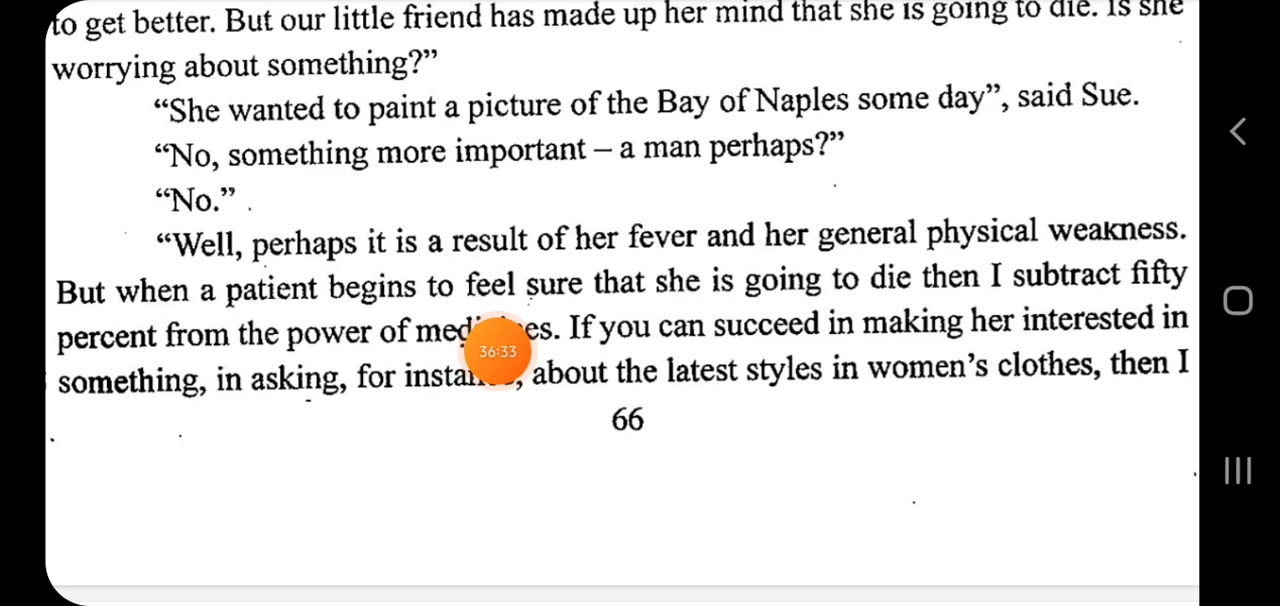 to get better. But our little friend has made up her mind that she is going to die. Is she
worrying about something?”
“She wanted to paint a picture of the Bay of Naples some day”, said Sue.
“No, something more important – a man perhaps?”
“No.”
“Well, perhaps it is a result of her fever and her general physical weakness.
But when a patient begins to feel sure that she is going to die then I subtract fifty
percent from the power of . If you can succeed in making her interested in
something, in asking, for about the latest styles in women’s clothes, then I
36:33
66